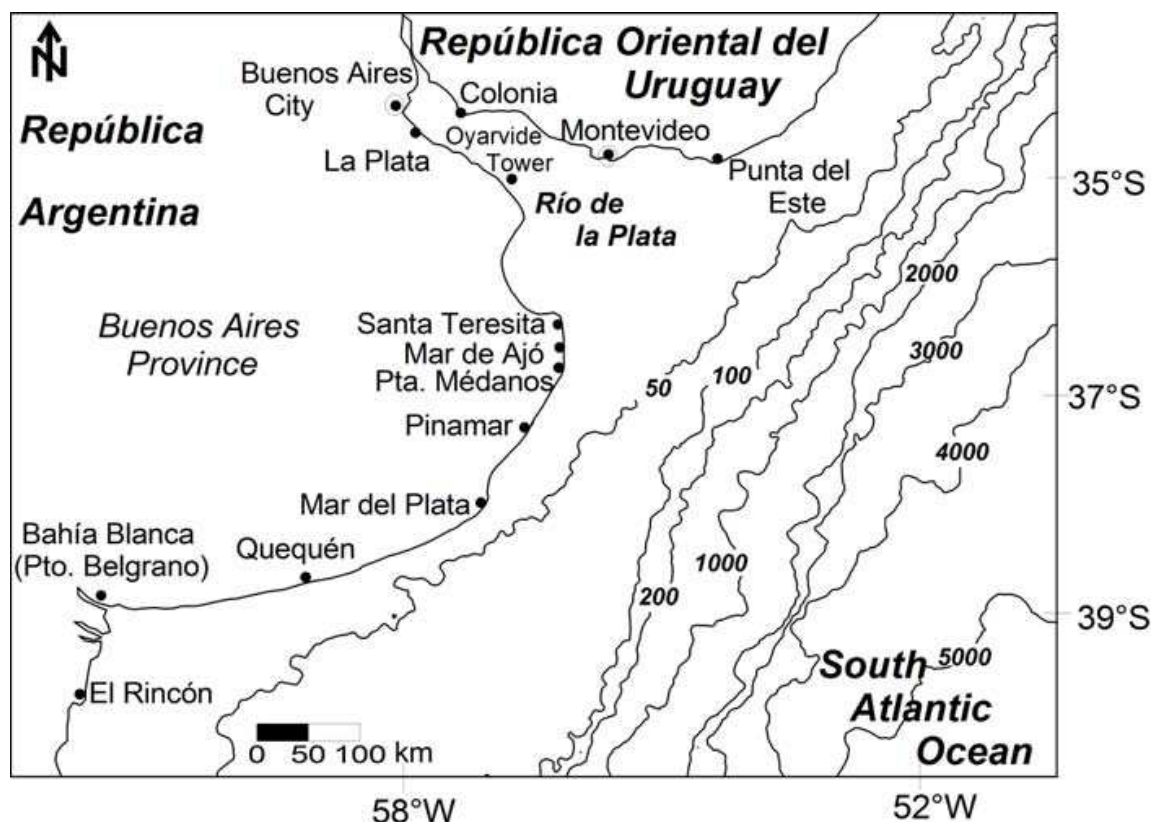 N
República Oriental del
Uruguay
Buenos Aires
City
Colonia
República
Oyarvide
Tower
Montevideo
La Plata
Punta del
Este
35°S
Argentina
Río de
la Plata
2000
Buenos Aires
Province
Santa Teresita
Mar de Ajó
Pta. Médanos
50
100
3000
37°S
Pinamar
4000
Mar del Plata
Bahía Blanca
(Pto. Belgrano)
Quequén
1000
200
39°S
El Rincón
5000
South
Atlantic
Ocean
0 50 100 km
58°W
52°W